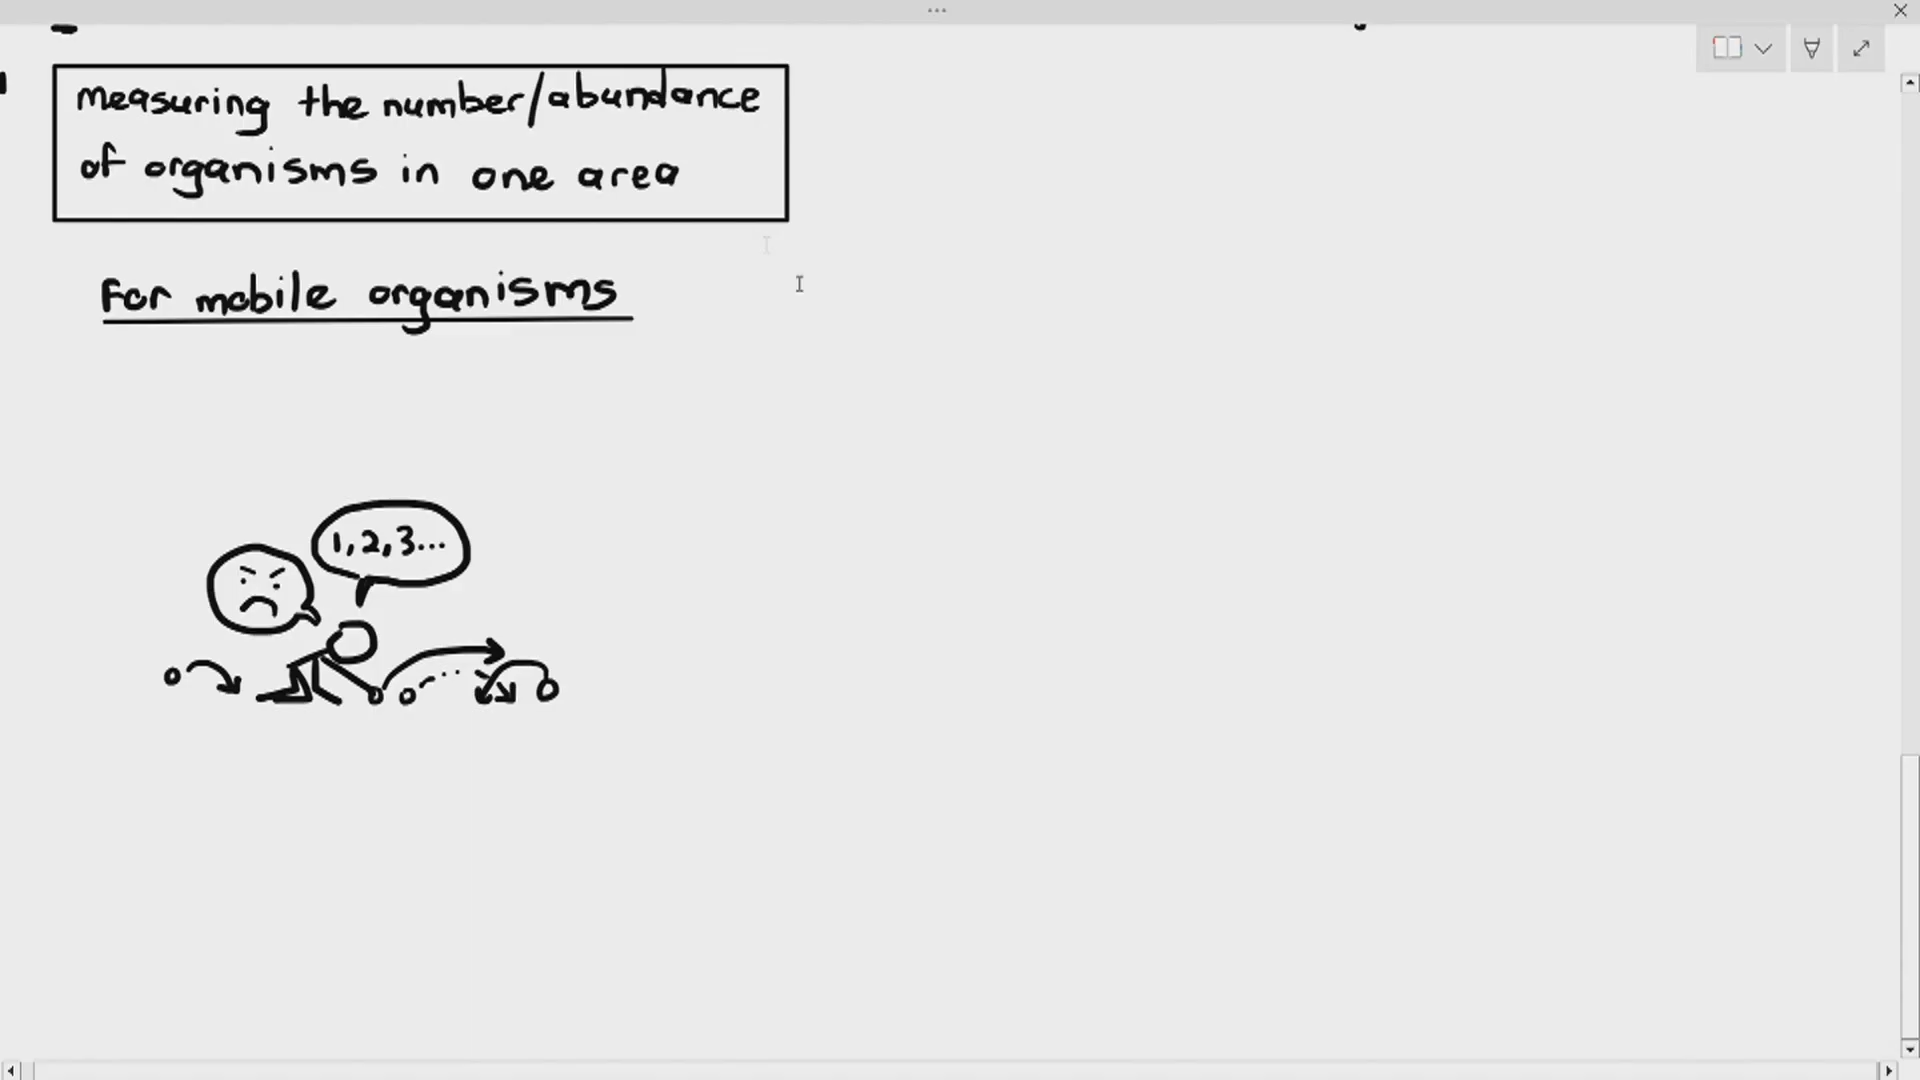 measuring the number/abundance
of organisms in one area
For mobile organisms
1,2,3...